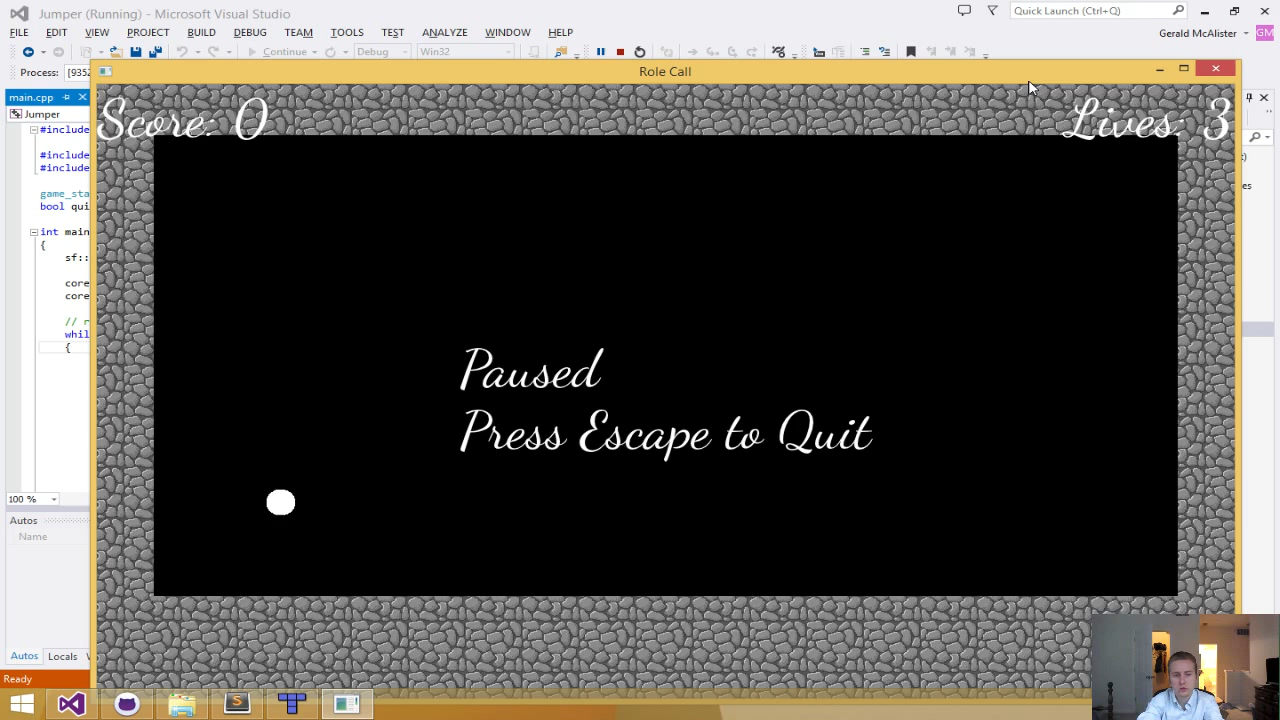 Jumper (Running) - Microsoft Visual Studio
Quick Launch (Ctrl+Q)
FILE EDIT VIEW PROJECT BUILD DEBUG TEAM TOOLS TEST ANALYZE WINDOW HELP
Gerald McAlister GM
Continue Debug Win32
Process: [9352
Role Call
main.cpp
Jumper
Score: 0
Lives: 3
#include
#include
#include
game_sta
bool qui
int main
{
sf::
core
core
// r
whil
{
Paused
Press Escape to Quit
100 %
Autos
Name
Autos Locals W
Ready